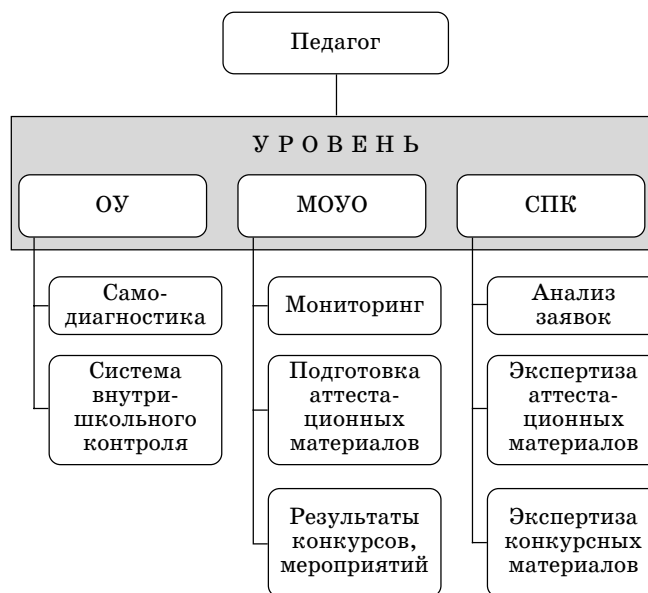 Педагог
УРОВЕНЬ
ОУ
МОУО
СПК
Само-
диагностика
Система
внутри-
школьного
контроля
Мониторинг
Подготовка
аттеста-
ционных
материалов
Результаты
конкурсов,
мероприятий
Анализ
заявок
Экспертиза
аттеста-
ционных
материалов
Экспертиза
конкурсных
материалов